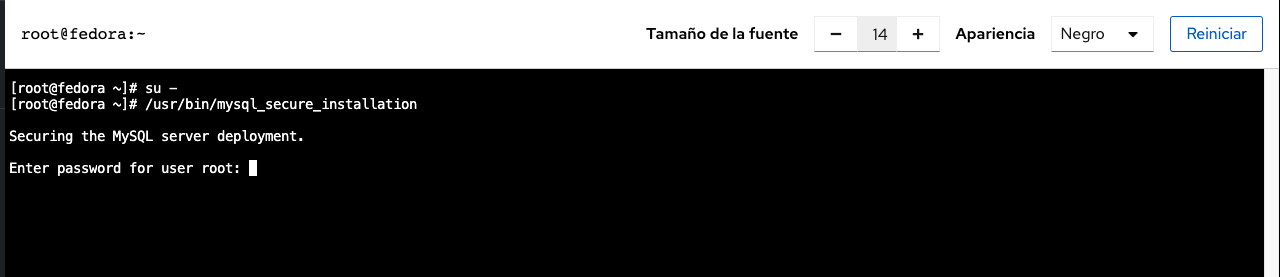 root@fedora:~ Tamaño de la fuente − 14 + Apariencia Negro Reiniciar
[root@fedora ~]# su -
[root@fedora ~]# /usr/bin/mysql_secure_installation
Securing the MySQL server deployment.
Enter password for user root: